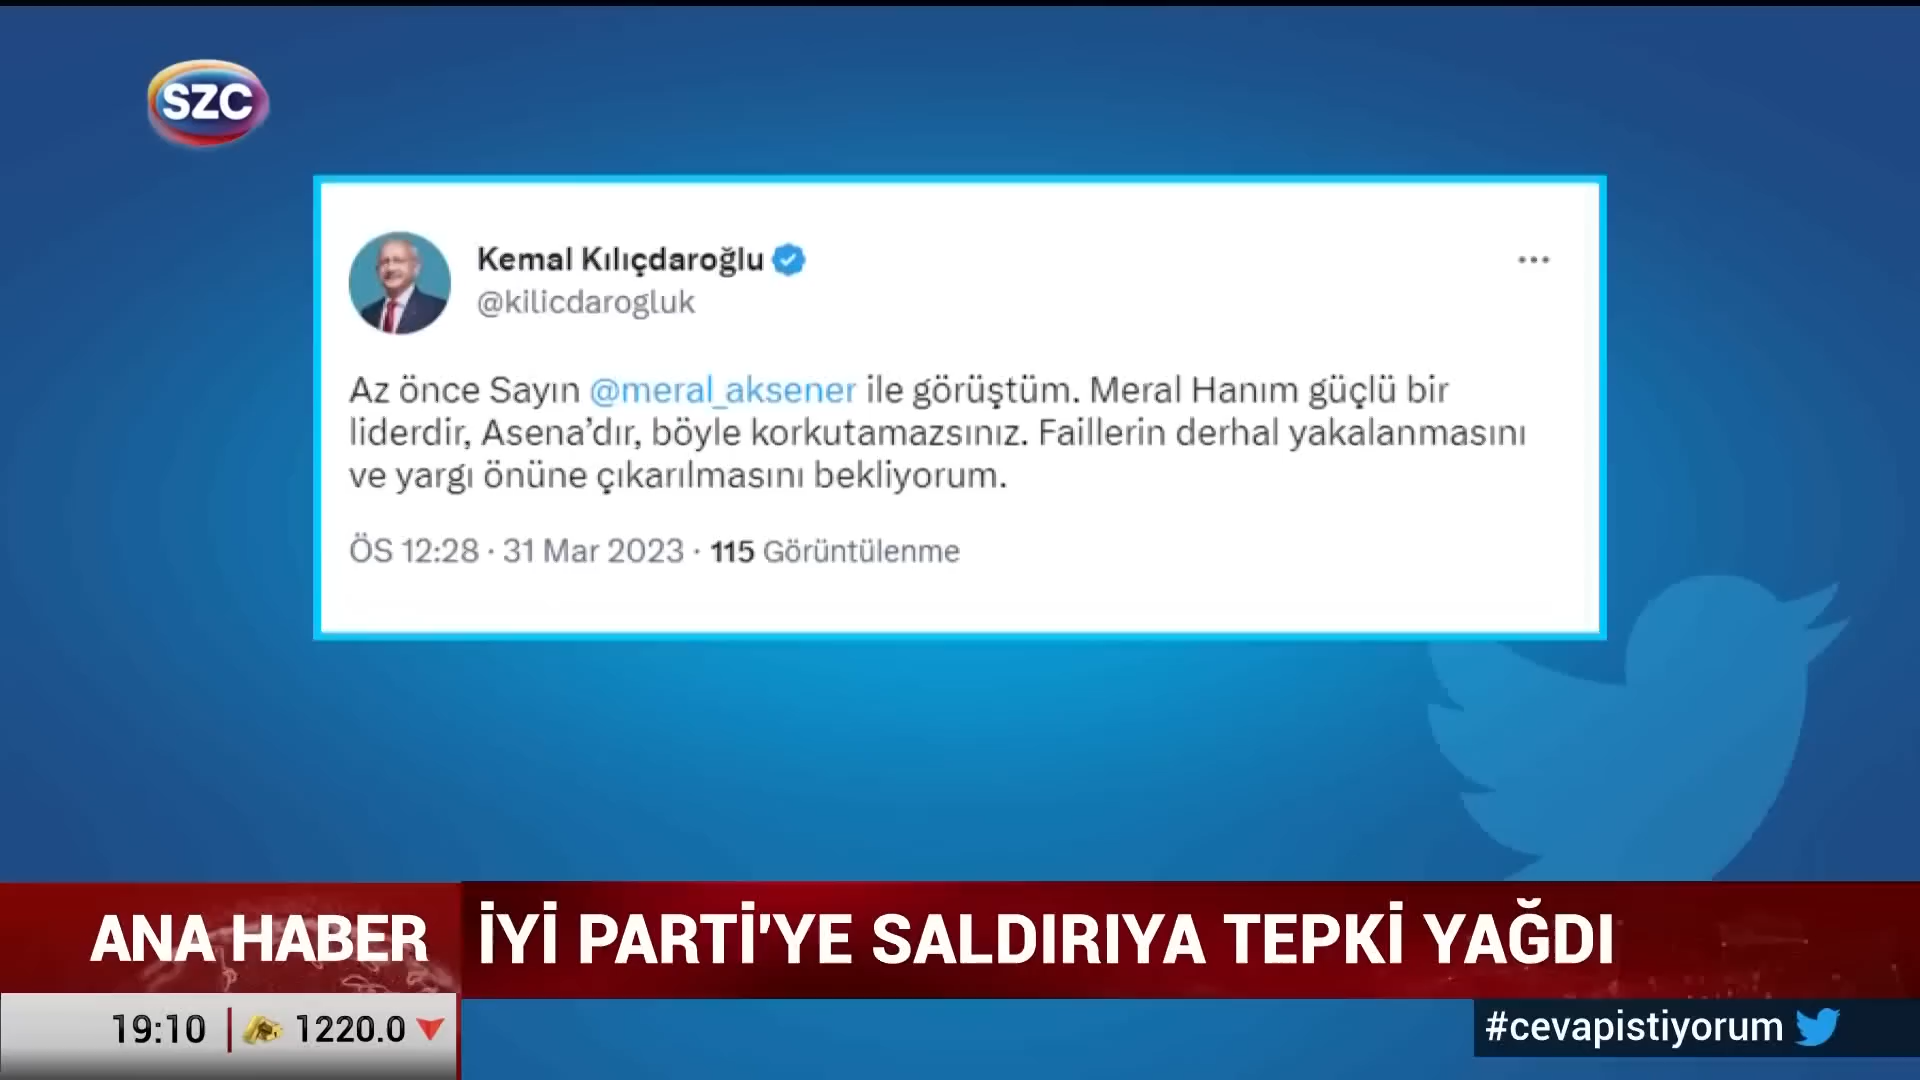 SZC
Kemal Kılıçdaroğlu
@kilicdarogluk
Az önce Sayın @meral_aksener ile görüştüm. Meral Hanım güçlü bir
liderdir, Asena’dır, böyle korkutamazsınız. Faillerin derhal yakalanmasını
ve yargı önüne çıkarılmasını bekliyorum.
ÖS 12:28 · 31 Mar 2023 · 115 Görüntülenme
ANA HABER
İYİ PARTİ'YE SALDIRIYA TEPKİ YAĞDI
19:10
1220.0
#cevapistiyorum